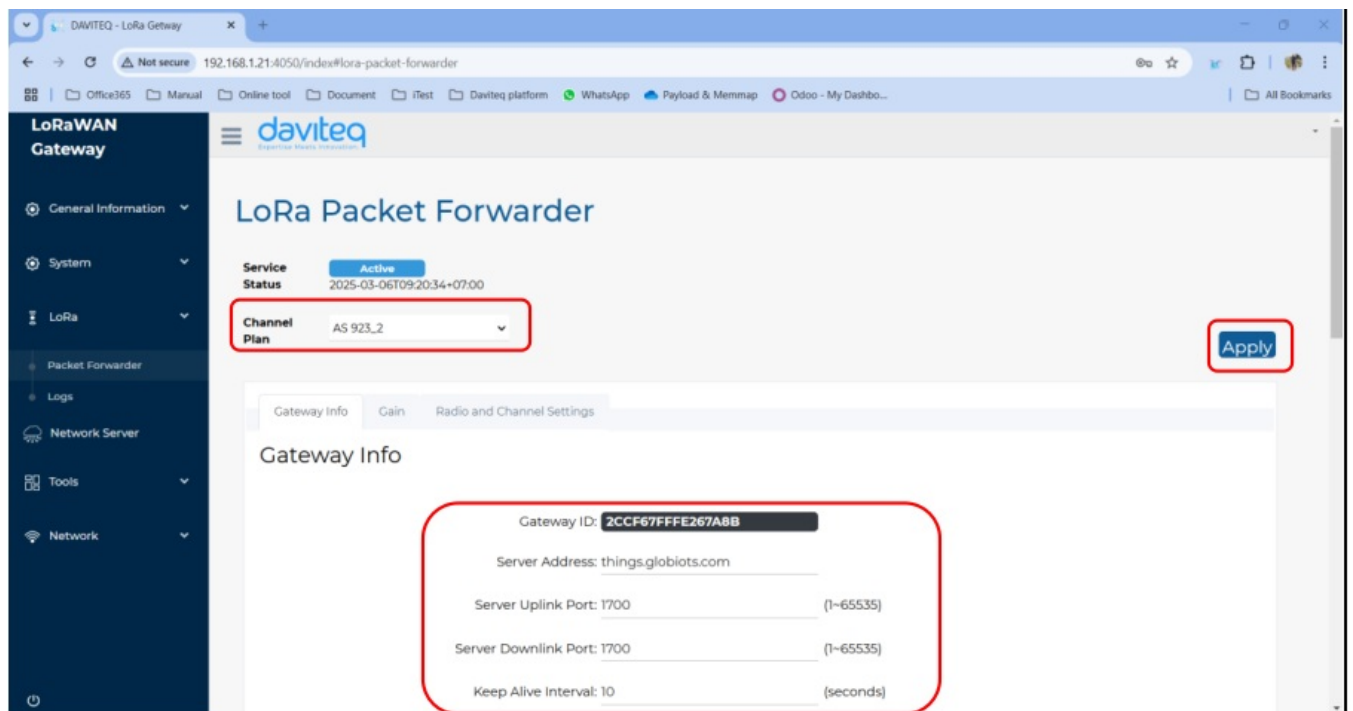 DAVITEQ - LoRa Getway
Not secure 192.168.1.21:4050/index#lora-packet-forwarder
Office365 Manual Online tool Document iTest Daviteq platform WhatsApp Payload & Memmap Odoo - My Dashbo... All Bookmarks
LoRaWAN
Gateway
daviteq
Expertise Meets Innovation
General Information
System
LoRa
Packet Forwarder
Logs
Network Server
Tools
Network
LoRa Packet Forwarder
Service
Status
Active
2025-03-06T09:20:34+07:00
Channel
Plan
AS 923_2
Apply
Gateway Info Gain Radio and Channel Settings
Gateway Info
Gateway ID: 2CCF67FFFE267A8B
Server Address: things.globiots.com
Server Uplink Port: 1700 (1~65535)
Server Downlink Port: 1700 (1~65535)
Keep Alive Interval: 10 (seconds)